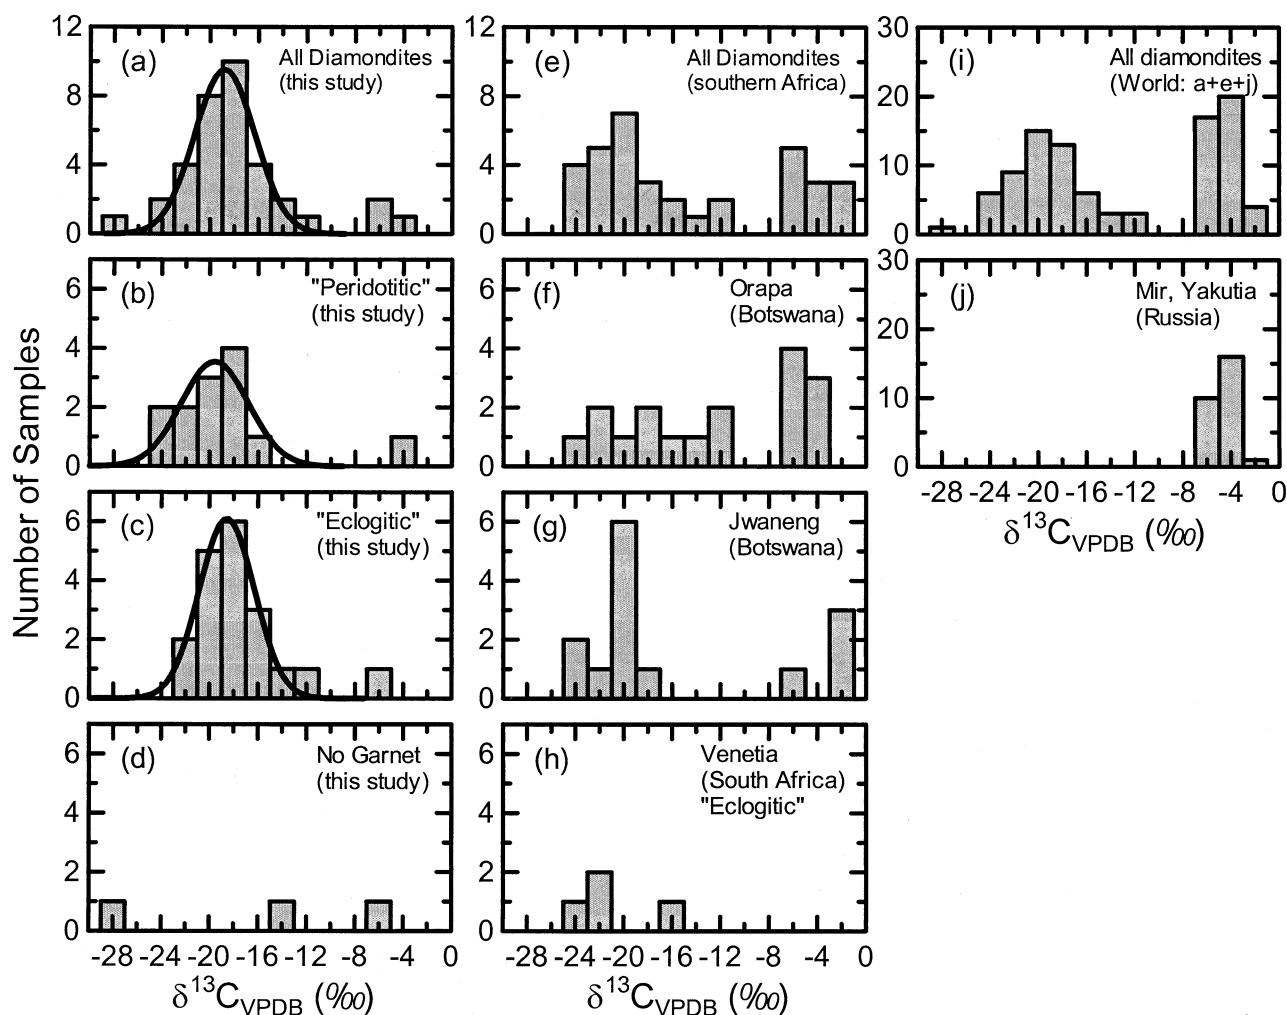 Number of Samples
12
8
4
0
(a)
All Diamondites
(this study)
12
8
4
0
(e)
All Diamondites
(southern Africa)
30
20
10
0
(i)
All diamondites
(World: a+e+j)
6
4
2
0
(b)
"Peridotitic"
(this study)
6
4
2
0
(f)
Orapa
(Botswana)
30
20
10
0
(j)
Mir, Yakutia
(Russia)
-28 -24 -20 -16 -12 -8 -4 0
δ¹³C_VPDB (‰)
6
4
2
0
(c)
"Eclogitic"
(this study)
6
4
2
0
(g)
Jwaneng
(Botswana)
6
4
2
0
(d)
No Garnet
(this study)
-28 -24 -20 -16 -12 -8 -4 0
δ¹³C_VPDB (‰)
6
4
2
0
(h)
Venetia
(South Africa)
"Eclogitic"
-28 -24 -20 -16 -12 -8 -4 0
δ¹³C_VPDB (‰)